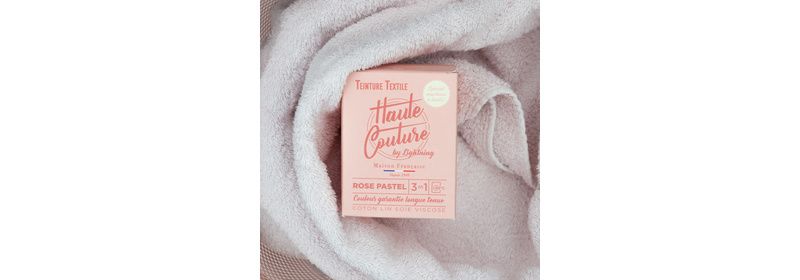 TEINTURE TEXTILE
Haute
Couture
by Lightning
Maison Française
ROSE PASTEL 3 en 1
Couleur garantie longue tenue
COTON LIN SOIE VISCOSE